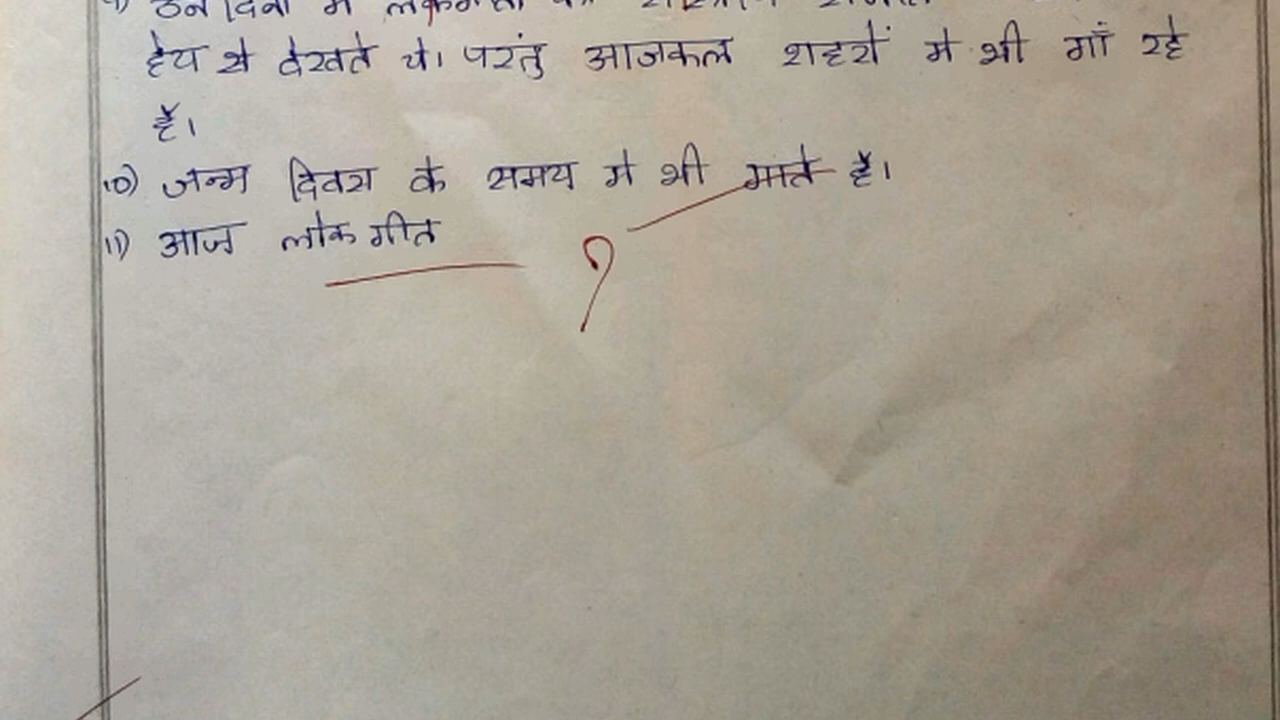 हेय से देखते थे। परंतु आजकल शहरों मे भी गाँ रहे
हैं।
10) जन्म दिवस के समय मे भी गाते हैं।
11) आज लोक गीत